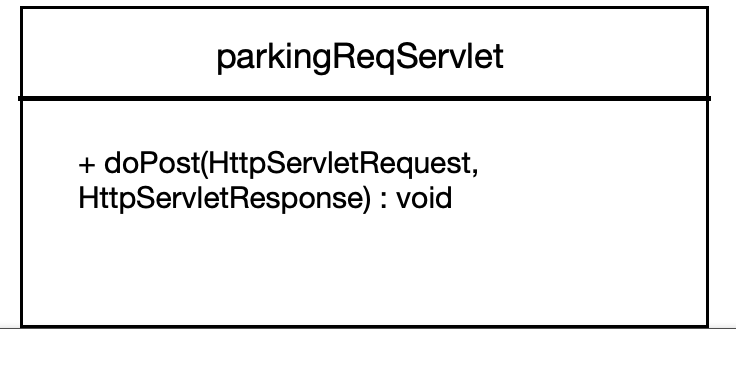 parkingReqServlet
+ doPost(HttpServletRequest,
HttpServletResponse) : void